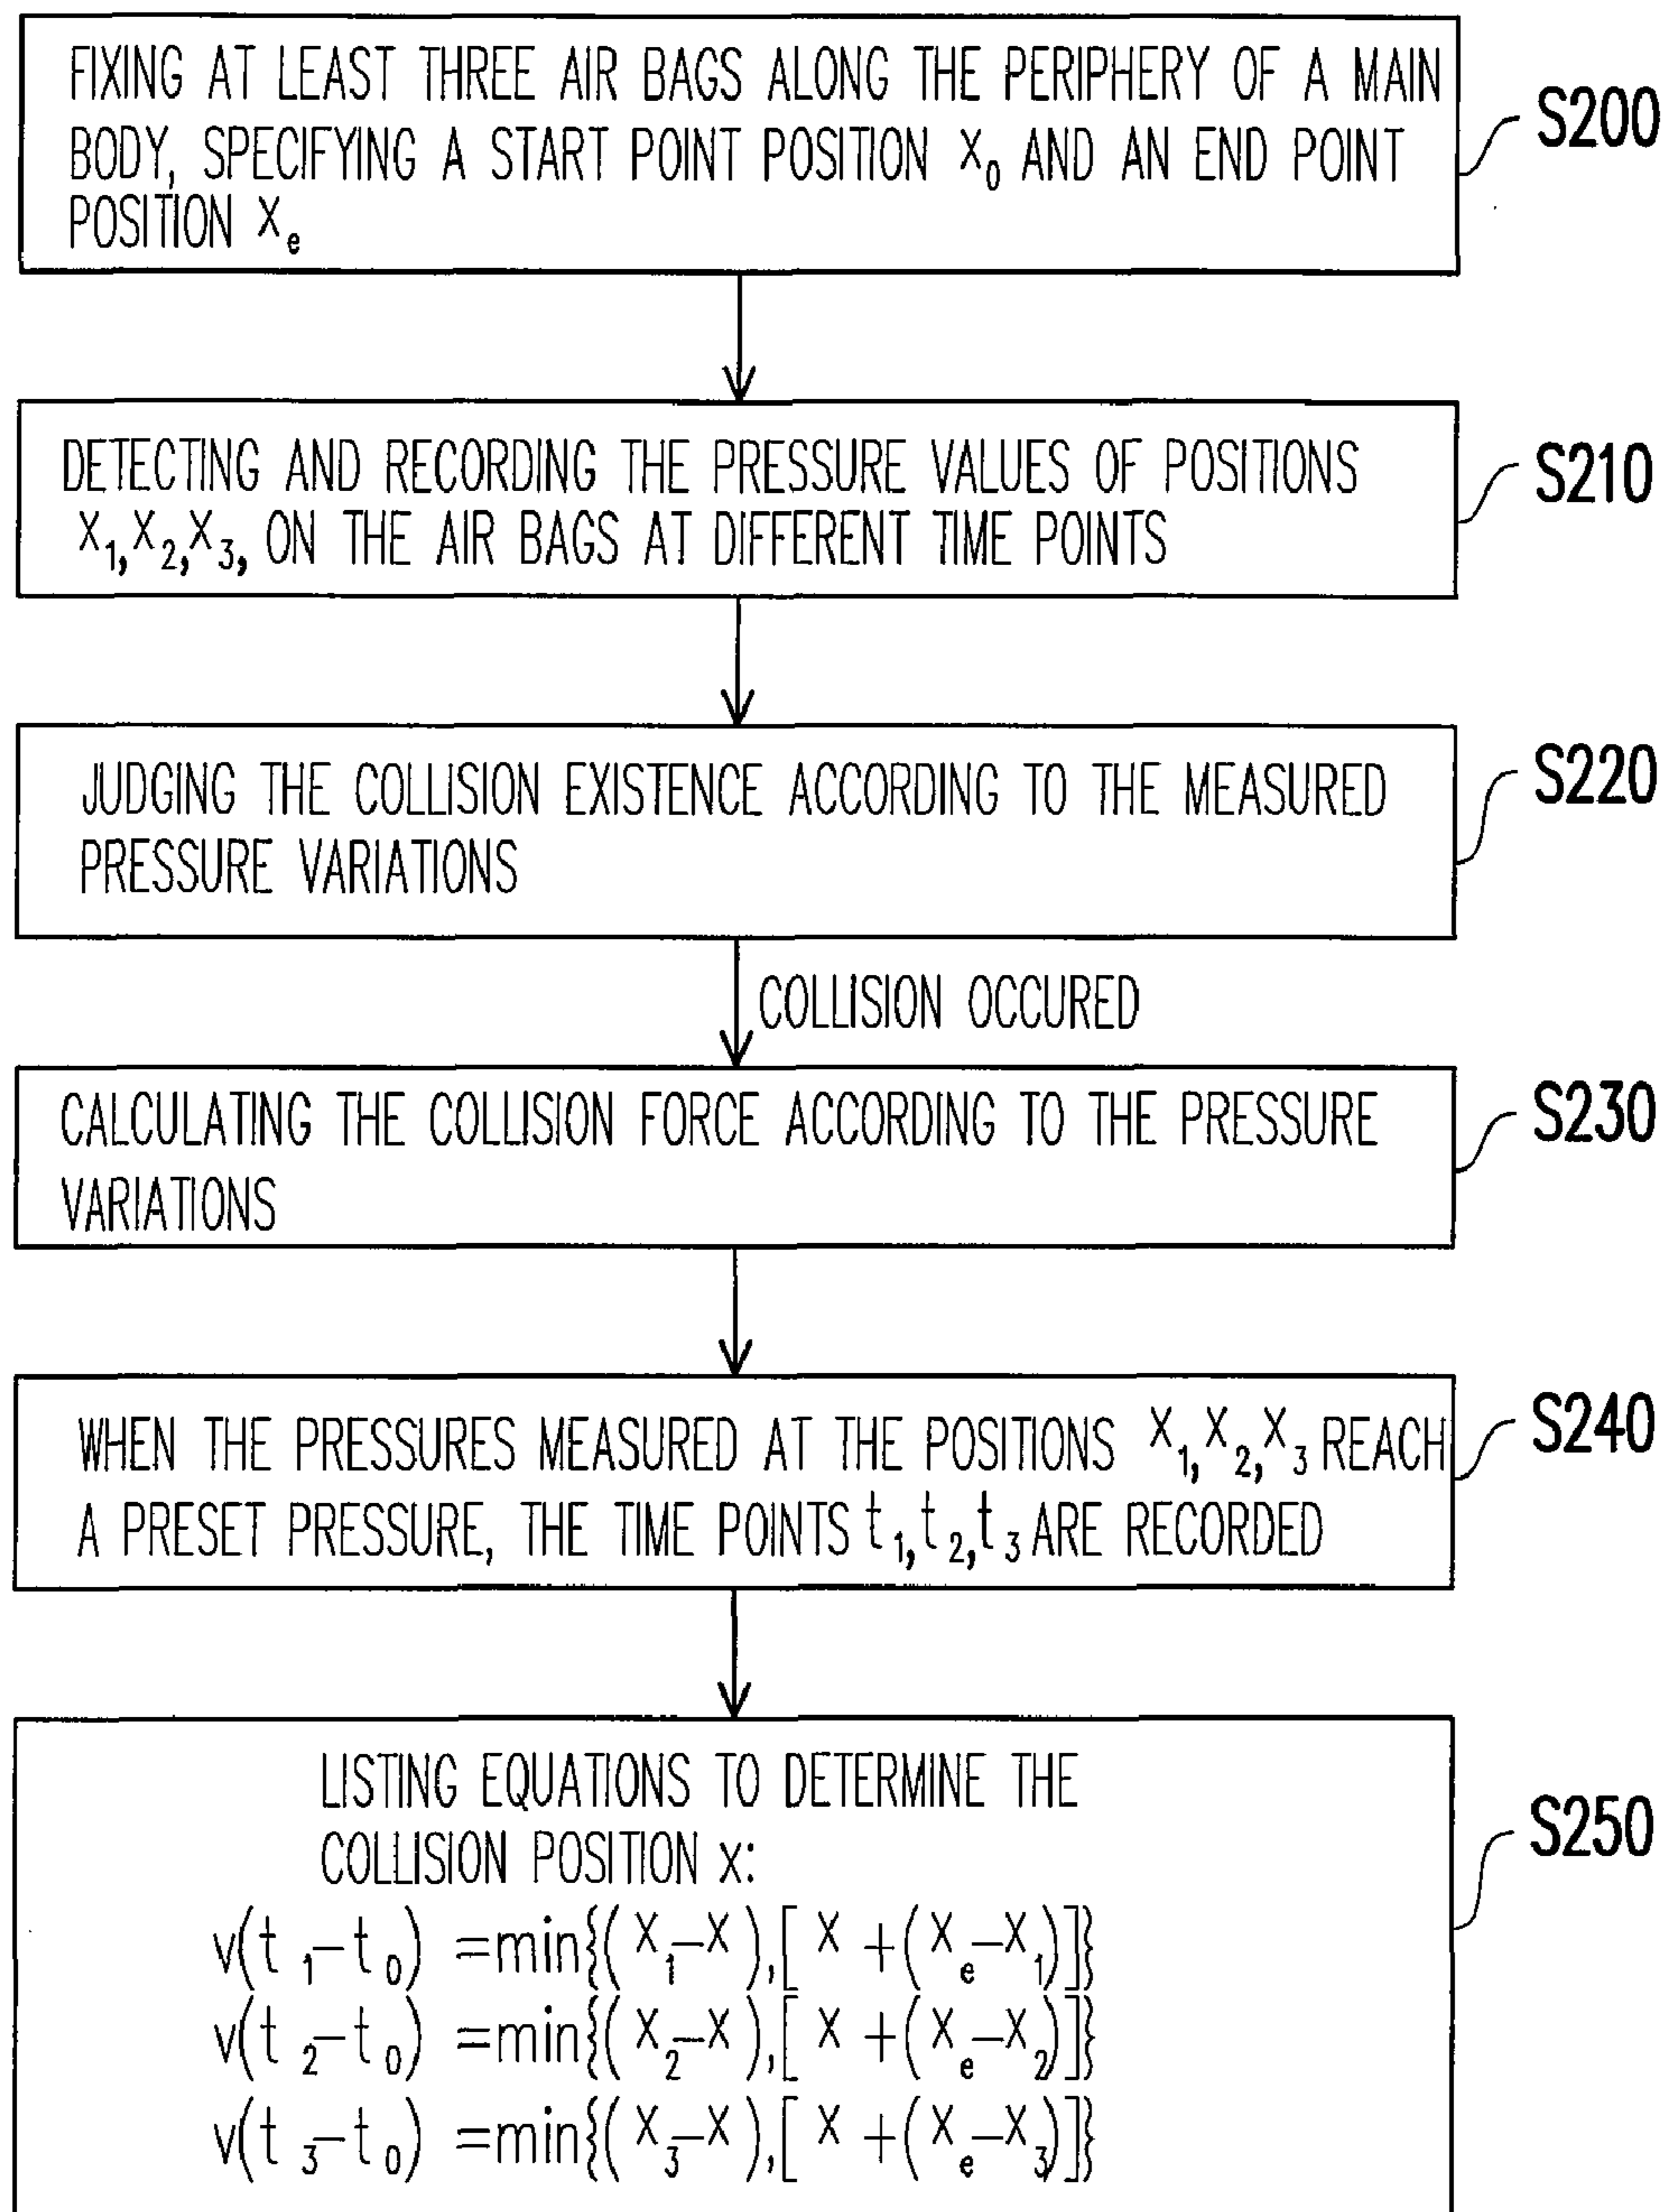 FIXING AT LEAST THREE AIR BAGS ALONG THE PERIPHERY OF A MAIN
BODY, SPECIFYING A START POINT POSITION X₀ AND AN END POINT
POSITION Xₑ
S200
DETECTING AND RECORDING THE PRESSURE VALUES OF POSITIONS
X₁,X₂,X₃, ON THE AIR BAGS AT DIFFERENT TIME POINTS
S210
JUDGING THE COLLISION EXISTENCE ACCORDING TO THE MEASURED
PRESSURE VARIATIONS
S220
COLLISION OCCURED
CALCULATING THE COLLISION FORCE ACCORDING TO THE PRESSURE
VARIATIONS
S230
WHEN THE PRESSURES MEASURED AT THE POSITIONS X₁,X₂,X₃ REACH
A PRESET PRESSURE, THE TIME POINTS t₁,t₂,t₃ ARE RECORDED
S240
LISTING EQUATIONS TO DETERMINE THE
COLLISION POSITION X:
v(t₁-t₀) =min{(X₁-X),[X+(Xₑ-X₁)]}
v(t₂-t₀) =min{(X₂-X),[X+(Xₑ-X₂)]}
v(t₃-t₀) =min{(X₃-X),[X+(Xₑ-X₃)]}
S250